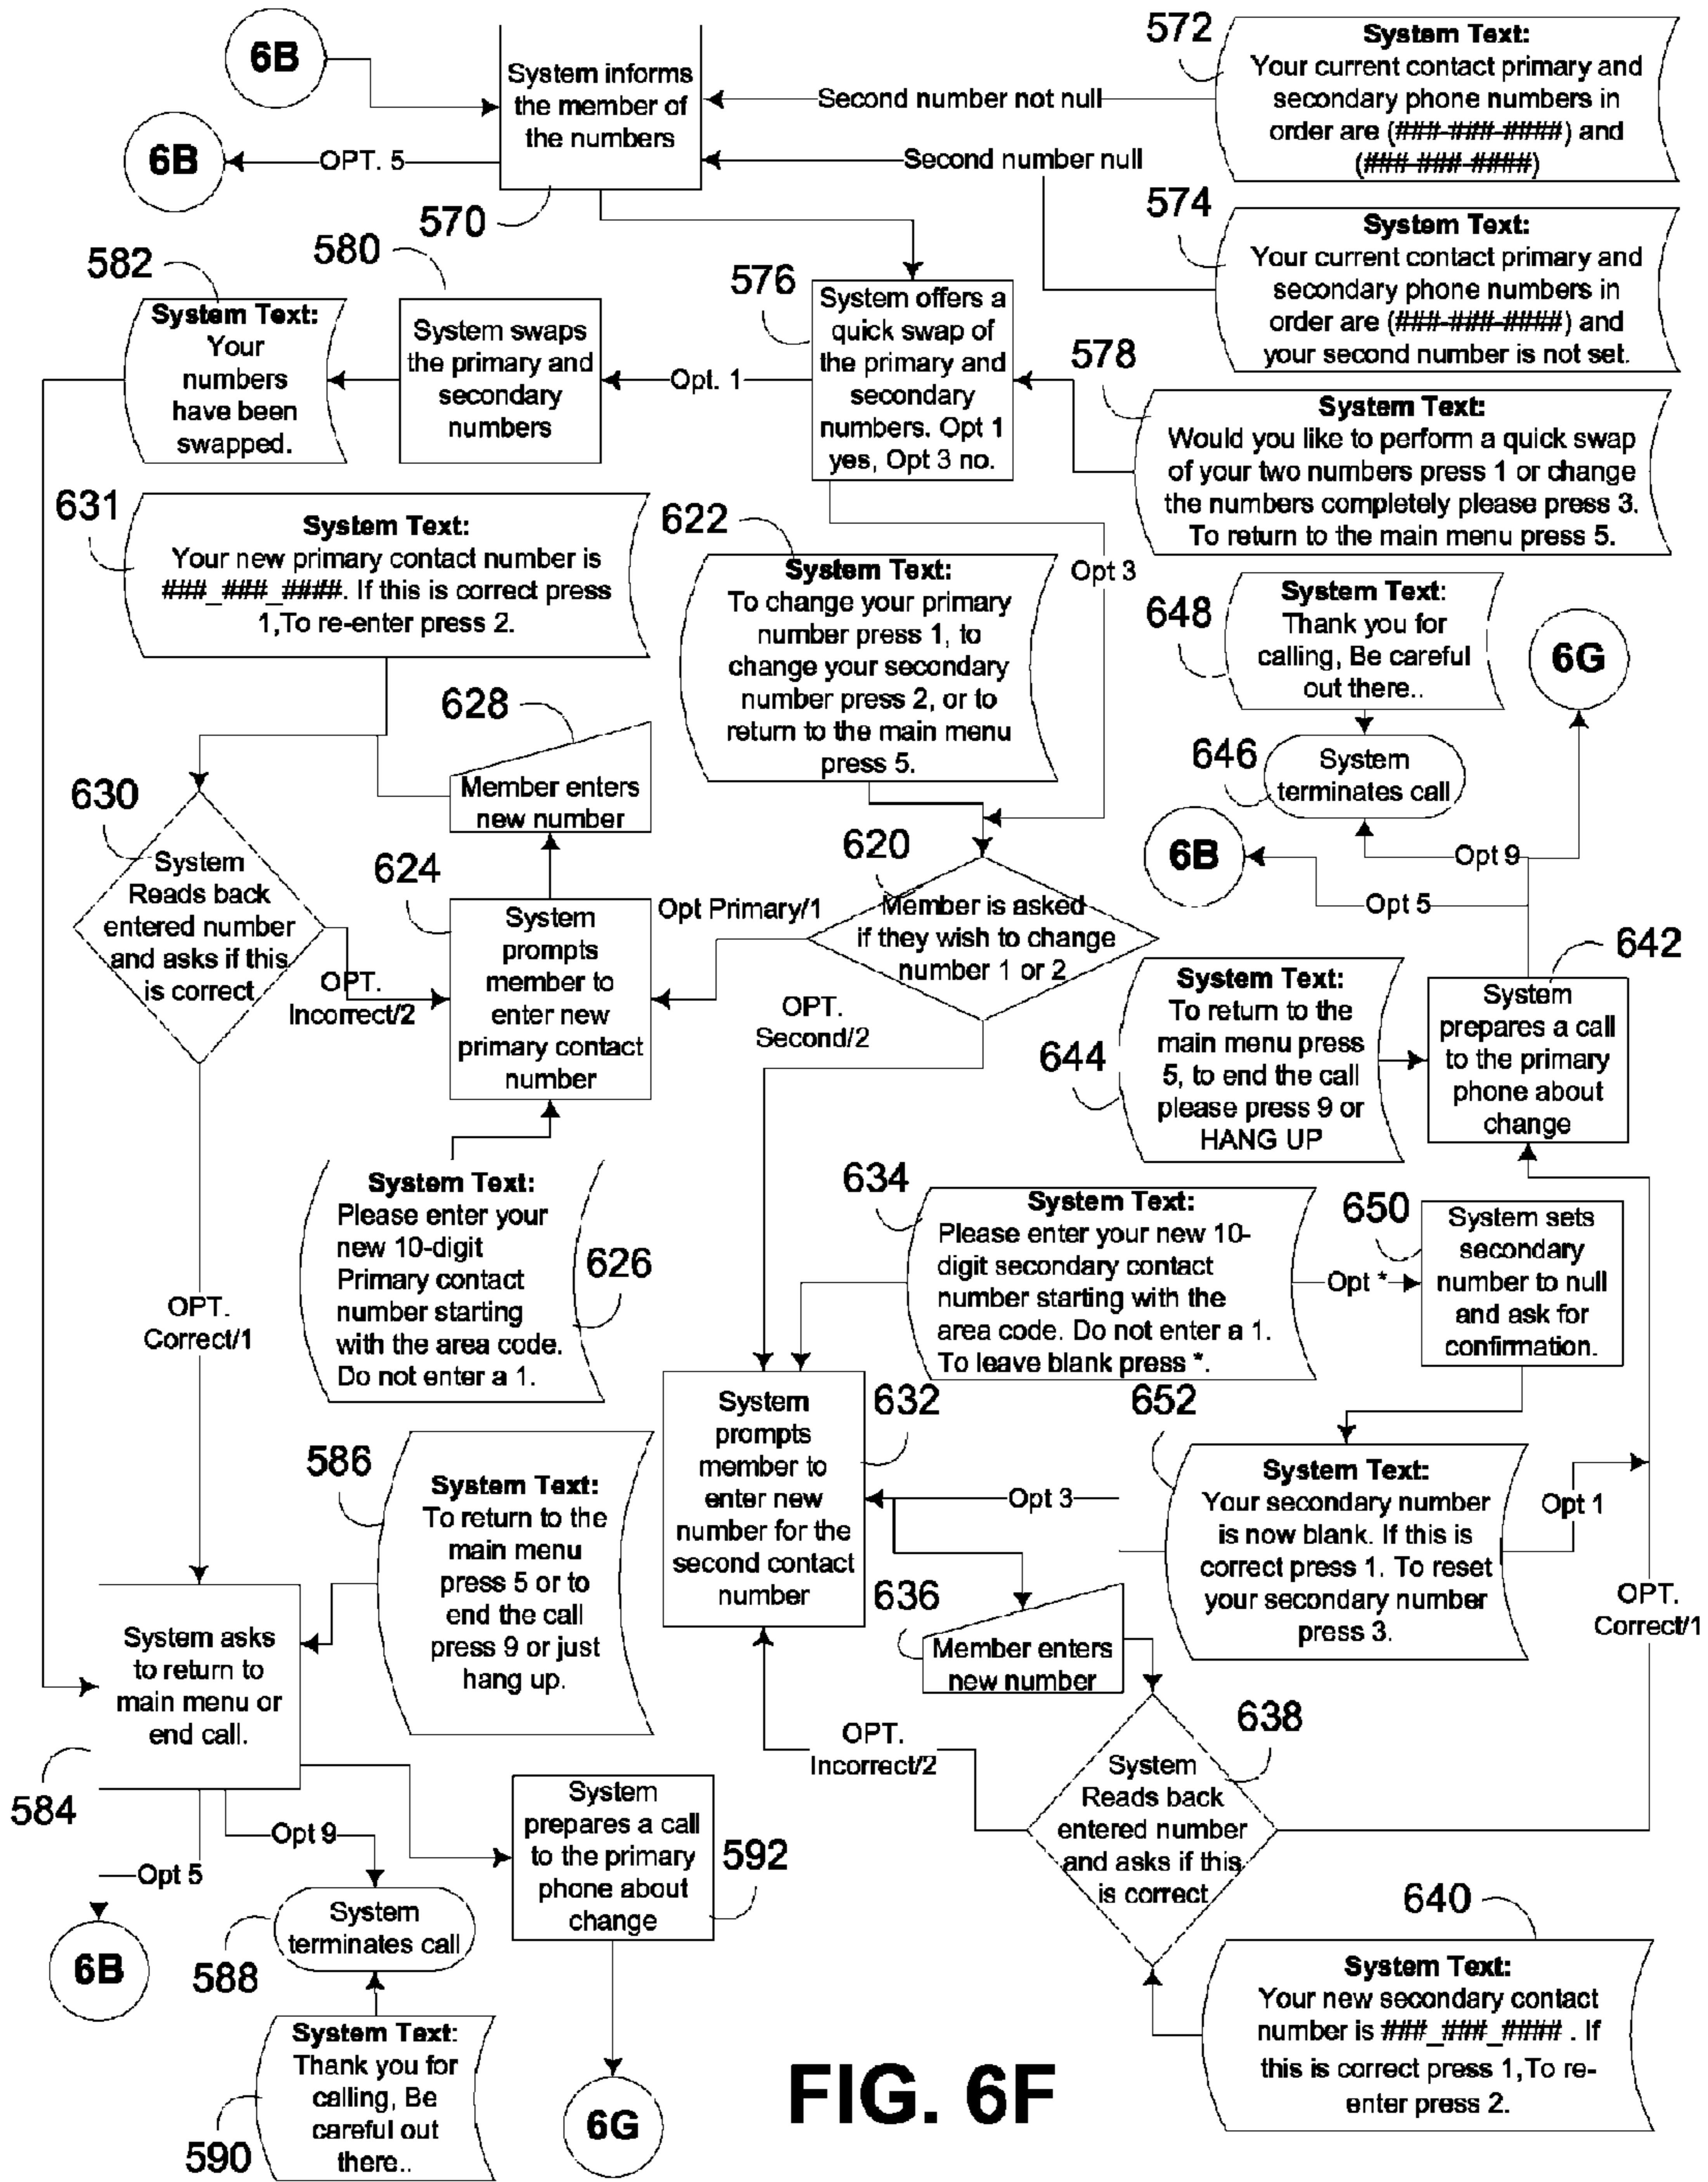 6B
System informs
the member of
the numbers
Second number not null
572
System Text:
Your current contact primary and
secondary phone numbers in
order are (###-###-####) and
(###-###-####)
6B
OPT. 5
Second number null
570
574
System Text:
Your current contact primary and
secondary phone numbers in
order are (###-###-####) and
your second number is not set.
582
System Text:
Your
numbers
have been
swapped.
580
System swaps
the primary and
secondary
numbers
Opt. 1
576
System offers a
quick swap of
the primary and
secondary
numbers. Opt 1
yes, Opt 3 no.
578
System Text:
Would you like to perform a quick swap
of your two numbers press 1 or change
the numbers completely please press 3.
To return to the main menu press 5.
631
System Text:
Your new primary contact number is
###_###_####. If this is correct press
1,To re-enter press 2.
622
System Text:
To change your primary
number press 1, to
change your secondary
number press 2, or to
return to the main menu
press 5.
Opt 3
648
System Text:
Thank you for
calling, Be careful
out there..
6G
628
Member enters
new number
646
System
terminates call
630
System
Reads back
entered number
and asks if this
is correct
624
System
prompts
member to
enter new
primary contact
number
Opt Primary/1
620
Member is asked
if they wish to change
number 1 or 2
6B
Opt 9
Opt 5
OPT.
Incorrect/2
OPT.
Second/2
644
System Text:
To return to the
main menu press
5, to end the call
please press 9 or
HANG UP
642
System
prepares a call
to the primary
phone about
change
OPT.
Correct/1
System Text:
Please enter your
new 10-digit
Primary contact
number starting
with the area code.
Do not enter a 1.
626
634
System Text:
Please enter your new 10-
digit secondary contact
number starting with the
area code. Do not enter a 1.
To leave blank press *.
Opt *
650
System sets
secondary
number to null
and ask for
confirmation.
586
System Text:
To return to the
main menu
press 5 or to
end the call
press 9 or just
hang up.
System
prompts
member to
enter new
number for the
second contact
number
632
Opt 3
652
System Text:
Your secondary number
is now blank. If this is
correct press 1. To reset
your secondary number
press 3.
Opt 1
OPT.
Correct/1
636
Member enters
new number
System asks
to return to
main menu or
end call.
584
OPT.
Incorrect/2
638
System
Reads back
entered number
and asks if this
is correct
Opt 9
Opt 5
System
prepares a call
to the primary
phone about
change
592
6B
588
System
terminates call
640
System Text:
Your new secondary contact
number is ###_###_#### . If
this is correct press 1,To re-
enter press 2.
590
System Text:
Thank you for
calling, Be
careful out
there..
6G
FIG. 6F